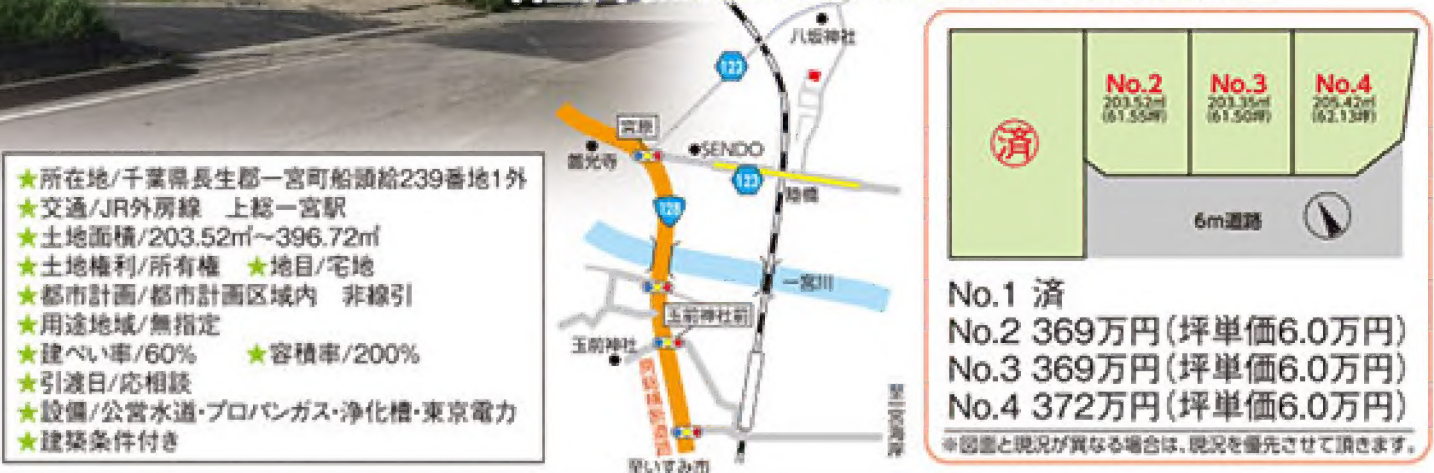 ★所在地/千葉県長生郡一宮町船頭給239番地1外
★交通/JR外房線 上総一宮駅
★土地面積/203.52㎡～396.72㎡
★土地権利/所有権 ★地目/宅地
★都市計画/都市計画区域内 非線引
★用途地域/無指定
★建ぺい率/60% ★容積率/200%
★引渡日/応相談
★設備/公営水道・プロパンガス・浄化槽・東京電力
★建築条件付き
八坂神社
123
宮原
善光寺
SENDO
123
陸橋
128
一宮川
玉前神社前
玉前神社
至いすみ市
済
No.2
203.52㎡
(61.55坪)
No.3
203.35㎡
(61.50坪)
No.4
205.42㎡
(62.13坪)
6m道路
No.1 済
No.2 369万円(坪単価6.0万円)
No.3 369万円(坪単価6.0万円)
No.4 372万円(坪単価6.0万円)
※図面と現況が異なる場合は、現況を優先させて頂きます。